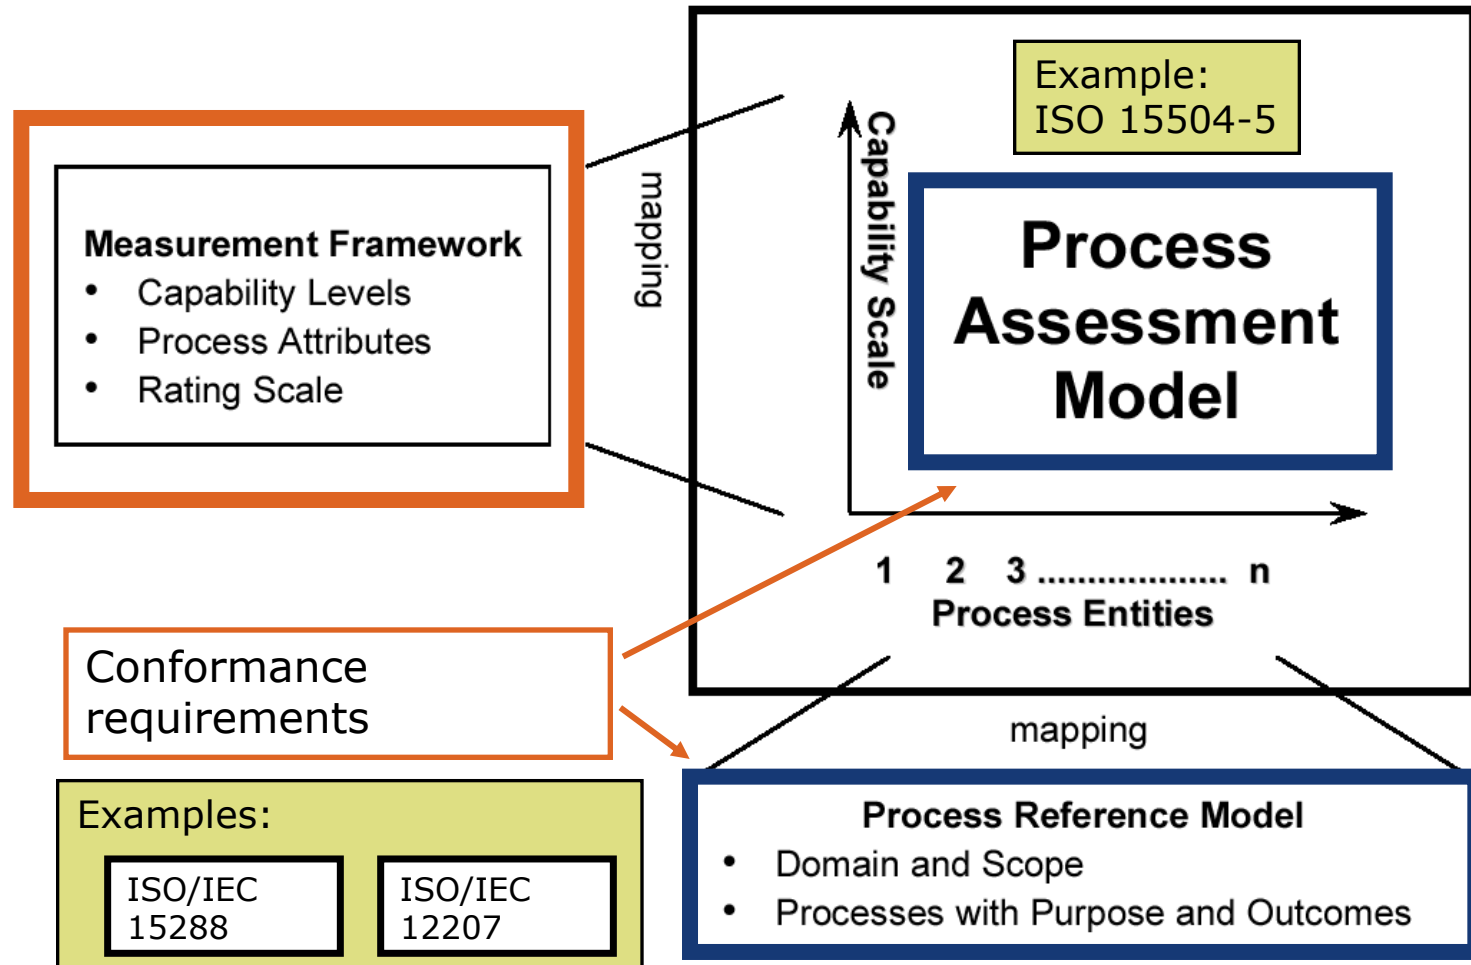 Example:
ISO 15504-5
Measurement Framework
• Capability Levels
• Process Attributes
• Rating Scale
mapping
Capability Scale
Process
Assessment
Model
1 2 3 ................... n
Process Entities
Conformance
requirements
mapping
Examples:
ISO/IEC
15288
ISO/IEC
12207
Process Reference Model
• Domain and Scope
• Processes with Purpose and Outcomes